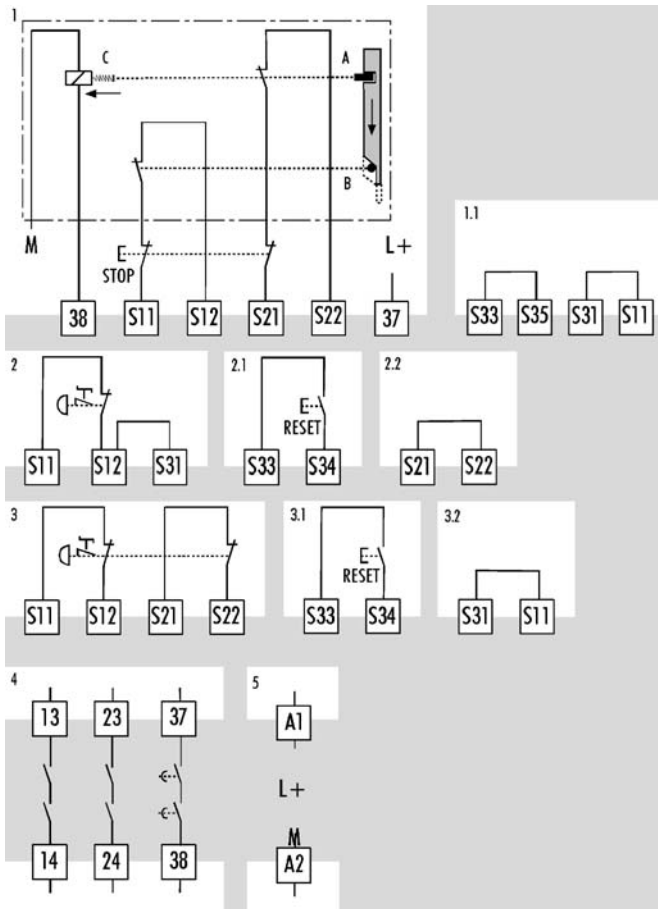 1
C
A
B
M
STOP
L+
38 S11 S12 S21 S22 37
1.1
S33 S35 S31 S11
2
S11 S12 S31
2.1
RESET
S33 S34
2.2
S21 S22
3
S11 S12 S21 S22
3.1
RESET
S33 S34
3.2
S31 S11
4
13 23 37
14 24 38
5
A1
L+
M
A2